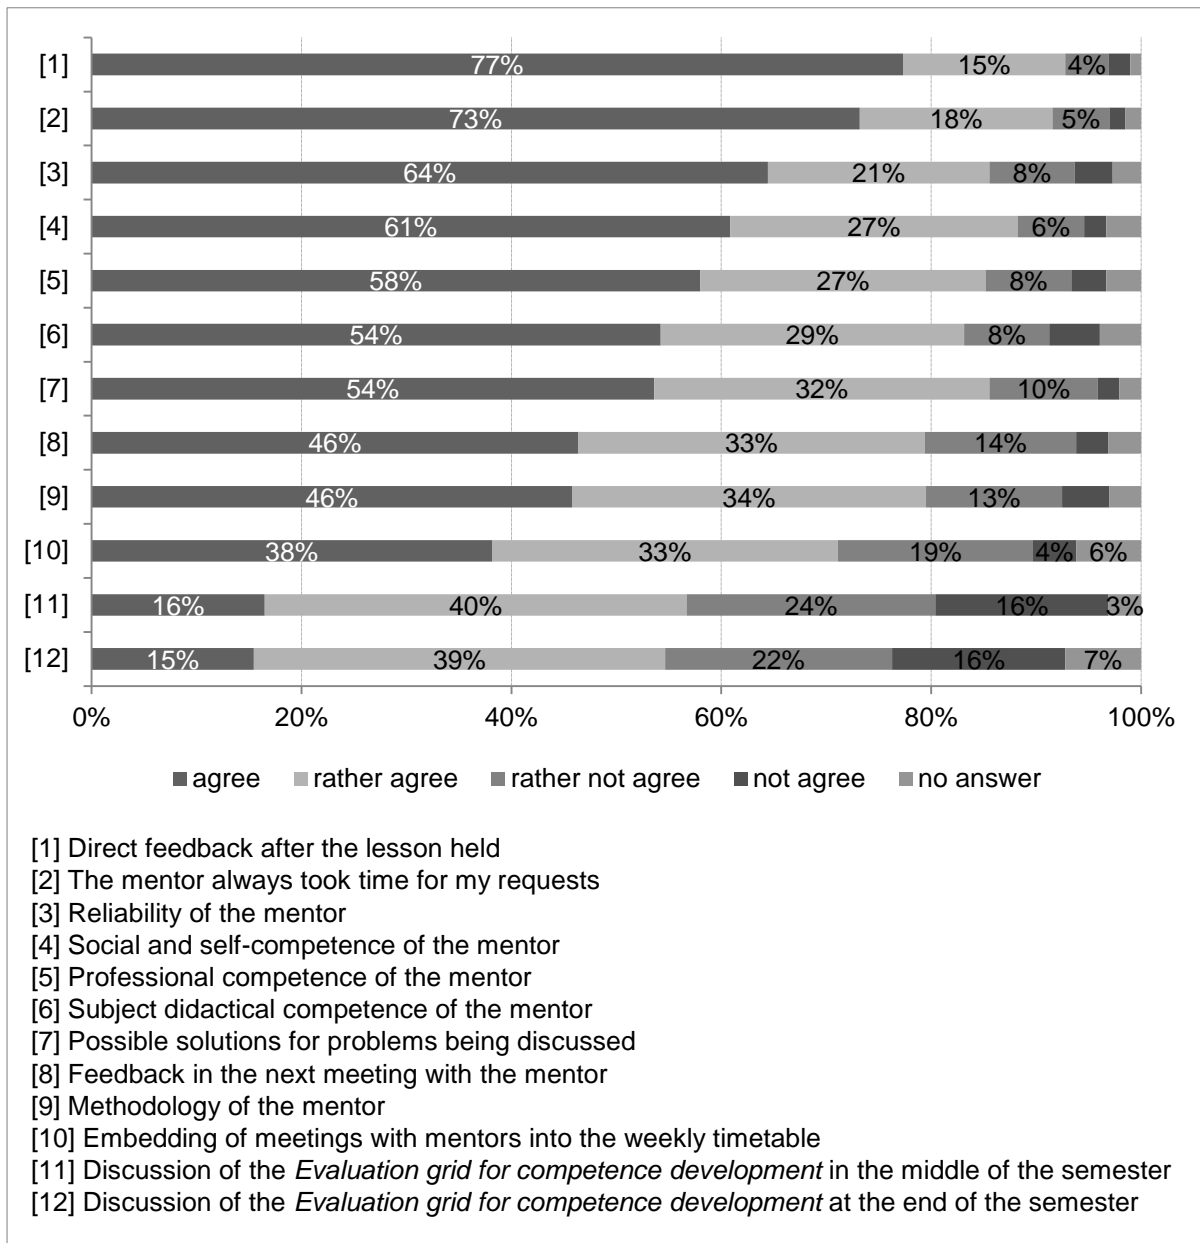 [1] 77% 15% 4%
[2] 73% 18% 5%
[3] 64% 21% 8%
[4] 61% 27% 6%
[5] 58% 27% 8%
[6] 54% 29% 8%
[7] 54% 32% 10%
[8] 46% 33% 14%
[9] 46% 34% 13%
[10] 38% 33% 19% 4% 6%
[11] 16% 40% 24% 16% 3%
[12] 15% 39% 22% 16% 7%
0% 20% 40% 60% 80% 100%
agree rather agree rather not agree not agree no answer
[1] Direct feedback after the lesson held
[2] The mentor always took time for my requests
[3] Reliability of the mentor
[4] Social and self-competence of the mentor
[5] Professional competence of the mentor
[6] Subject didactical competence of the mentor
[7] Possible solutions for problems being discussed
[8] Feedback in the next meeting with the mentor
[9] Methodology of the mentor
[10] Embedding of meetings with mentors into the weekly timetable
[11] Discussion of the Evaluation grid for competence development in the middle of the semester
[12] Discussion of the Evaluation grid for competence development at the end of the semester